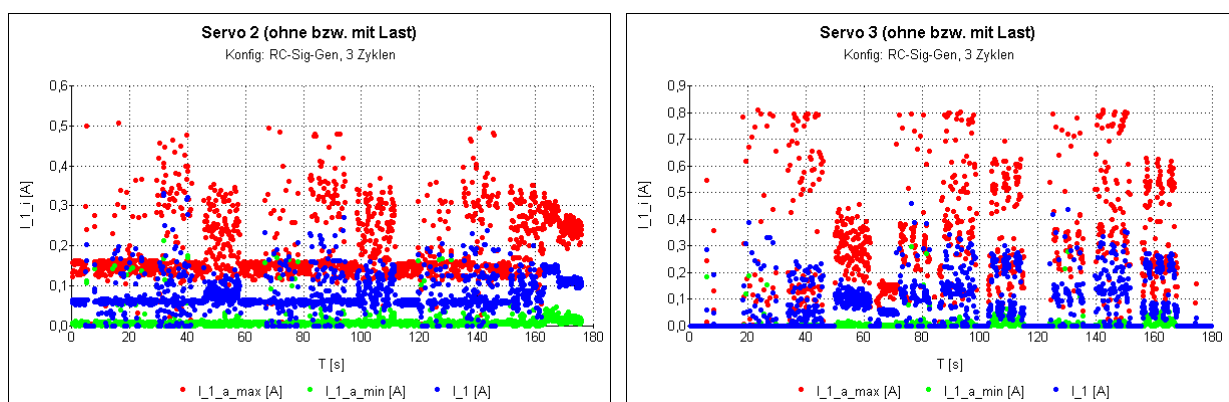 Servo 2 (ohne bzw. mit Last)
Konfig: RC-Sig-Gen, 3 Zyklen
0,6
0,5
0,4
0,3
0,2
0,1
0,0
I_1_i [A]
0 20 40 60 80 100 120 140 160 180
T [s]
I_1_a_max [A] I_1_a_min [A] I_1 [A]
Servo 3 (ohne bzw. mit Last)
Konfig: RC-Sig-Gen, 3 Zyklen
0,9
0,8
0,7
0,6
0,5
0,4
0,3
0,2
0,1
0,0
I_1_i [A]
0 20 40 60 80 100 120 140 160 180
T [s]
I_1_a_max [A] I_1_a_min [A] I_1 [A]